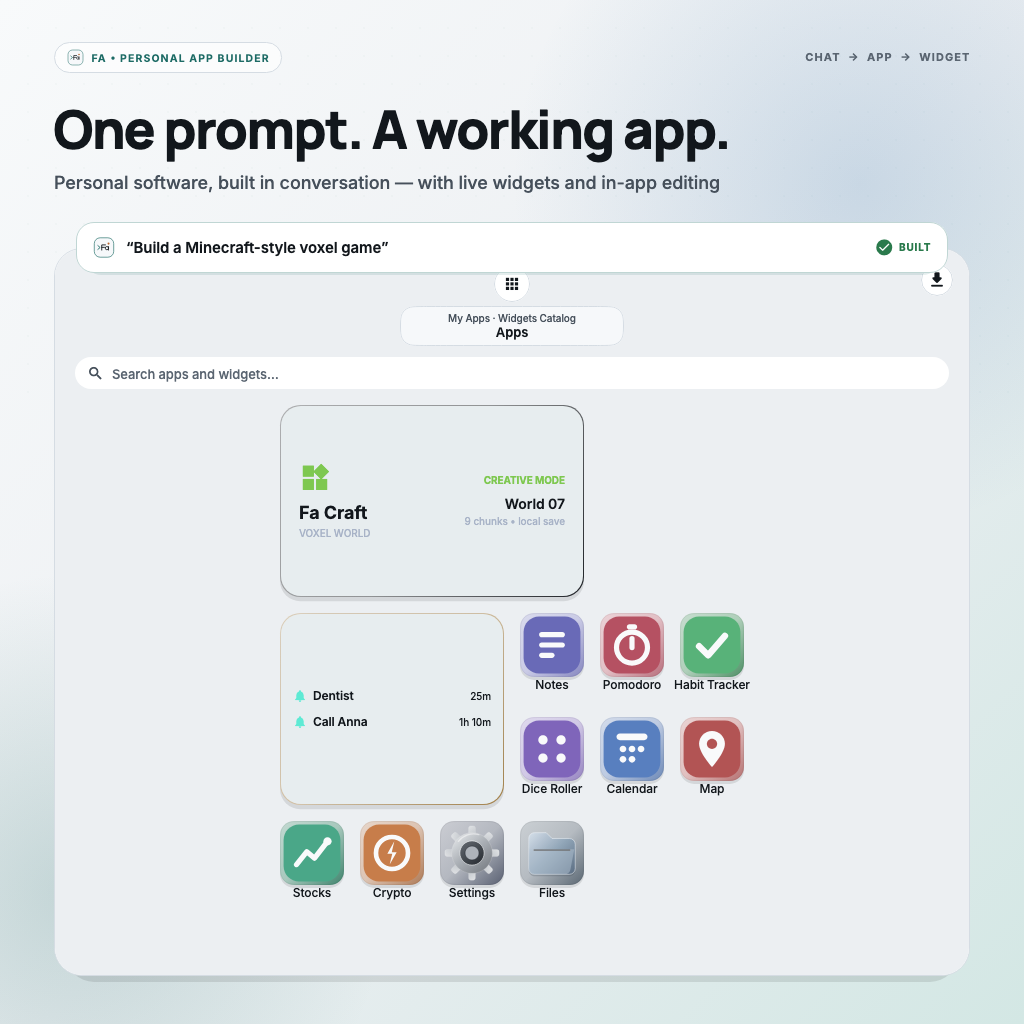 Fa
FA • PERSONAL APP BUILDER
CHAT → APP → WIDGET
One prompt. A working app.
Personal software, built in conversation — with live widgets and in-app editing
Fa
“Build a Minecraft-style voxel game”
BUILT
My Apps · Widgets Catalog
Apps
Search apps and widgets...
Fa Craft
VOXEL WORLD
CREATIVE MODE
World 07
9 chunks • local save
Dentist 25m
Call Anna 1h 10m
Notes Pomodoro Habit Tracker
Dice Roller Calendar Map
Stocks Crypto Settings Files